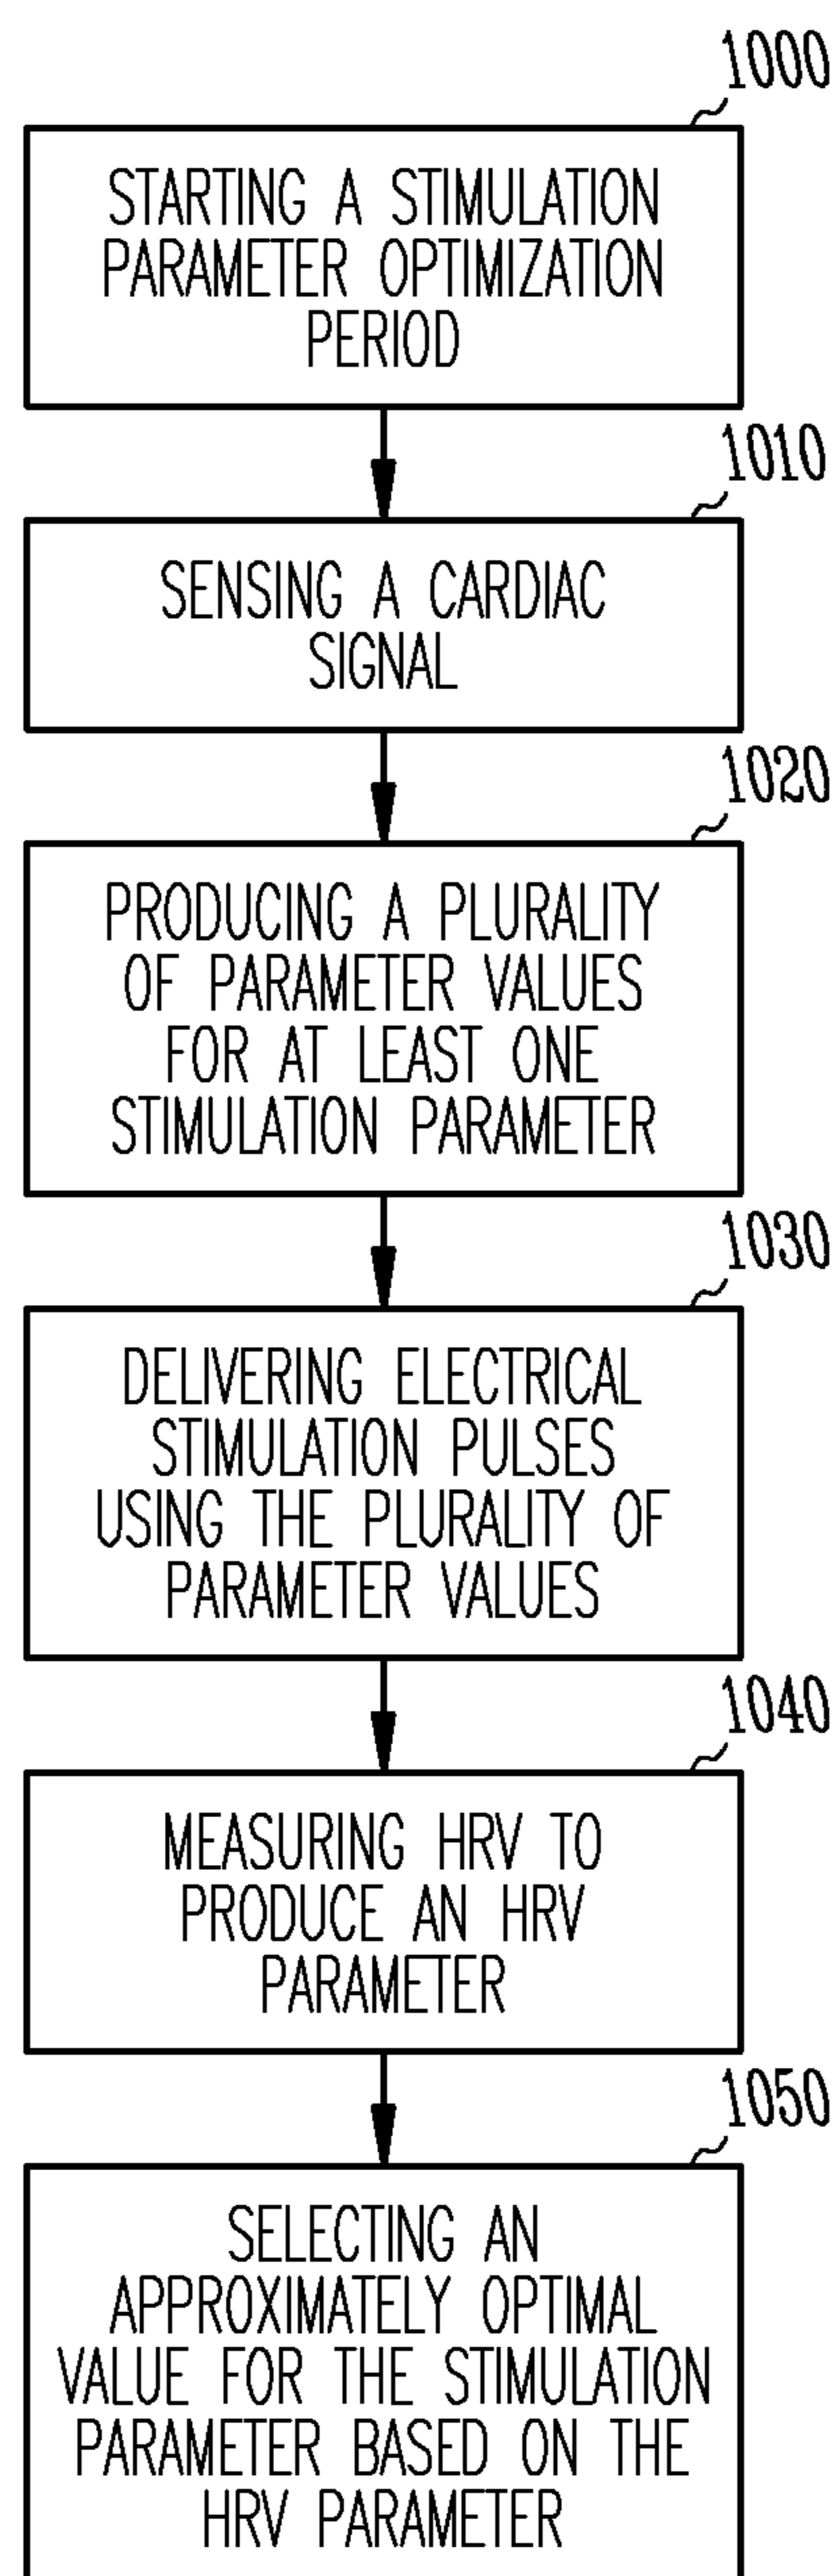 1000
STARTING A STIMULATION
PARAMETER OPTIMIZATION
PERIOD
1010
SENSING A CARDIAC
SIGNAL
1020
PRODUCING A PLURALITY
OF PARAMETER VALUES
FOR AT LEAST ONE
STIMULATION PARAMETER
1030
DELIVERING ELECTRICAL
STIMULATION PULSES
USING THE PLURALITY OF
PARAMETER VALUES
1040
MEASURING HRV TO
PRODUCE AN HRV
PARAMETER
1050
SELECTING AN
APPROXIMATELY OPTIMAL
VALUE FOR THE STIMULATION
PARAMETER BASED ON THE
HRV PARAMETER